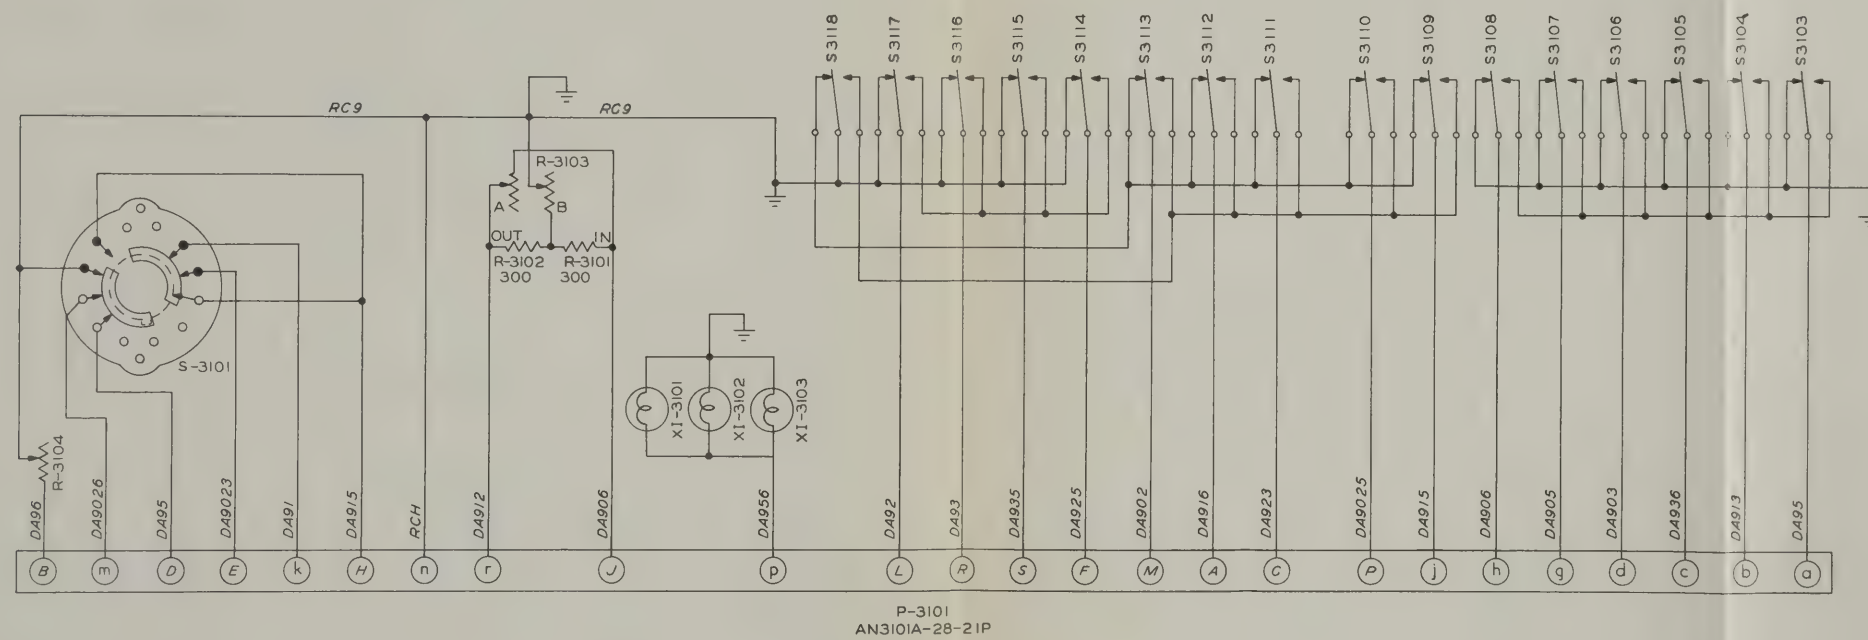 S3118
S3117
S3116
S3115
S3114
S3113
S3112
S3111
S3110
S3109
S3108
S3107
S3106
S3105
S3104
S3103
RC9
RC9
R-3103
A
B
OUT
IN
R-3102
300
R-3101
300
S-3101
XI-3101
XI-3102
XI-3103
R-3104
DA96
DA9026
DA95
DA9023
DA91
DA915
RCH
DA912
DA906
DA956
DA92
DA93
DA935
DA925
DA902
DA916
DA923
DA9025
DA915
DA906
DA905
DA903
DA936
DA913
DA95
B m D E k H n r J p L R S F M A C P j h g d c b a
P-3101
AN3101A-28-21P